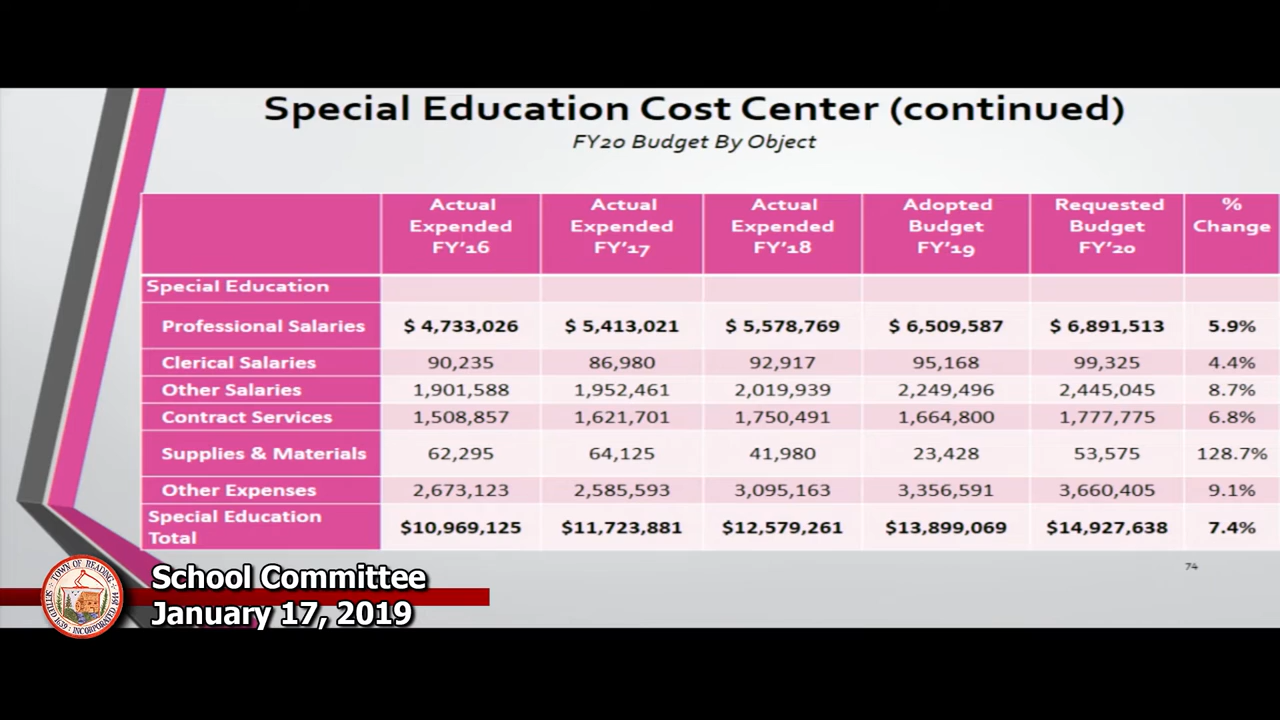 Special Education Cost Center (continued)
FY20 Budget By Object
Actual Expended FY'16 Actual Expended FY'17 Actual Expended FY'18 Adopted Budget FY'19 Requested Budget FY'20 % Change
Special Education
Professional Salaries $ 4,733,026 $ 5,413,021 $ 5,578,769 $ 6,509,587 $ 6,891,513 5.9%
Clerical Salaries 90,235 86,980 92,917 95,168 99,325 4.4%
Other Salaries 1,901,588 1,952,461 2,019,939 2,249,496 2,445,045 8.7%
Contract Services 1,508,857 1,621,701 1,750,491 1,664,800 1,777,775 6.8%
Supplies & Materials 62,295 64,125 41,980 23,428 53,575 128.7%
Other Expenses 2,673,123 2,585,593 3,095,163 3,356,591 3,660,405 9.1%
Special Education Total $10,969,125 $11,723,881 $12,579,261 $13,899,069 $14,927,638 7.4%
74
TOWN OF READING
SETTLED 1639 INCORPORATED 1644
School Committee
January 17, 2019